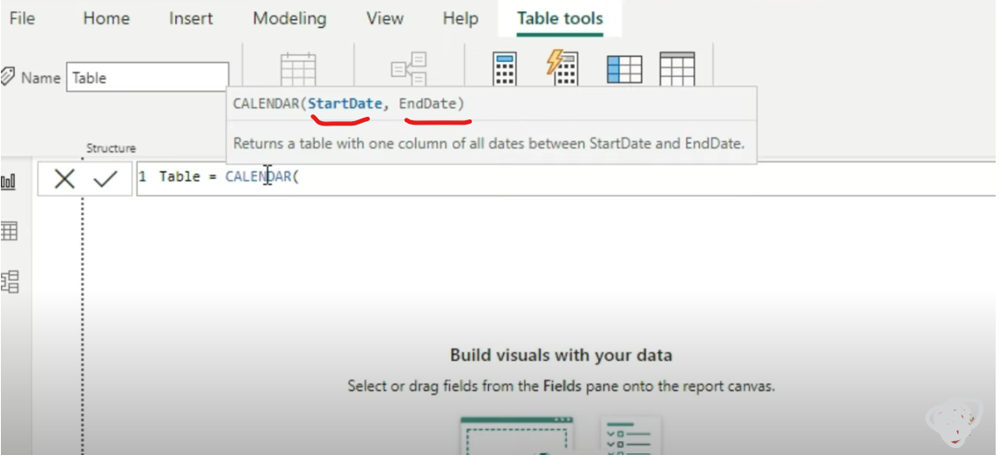 File Home Insert Modeling View Help Table tools
Name Table
CALENDAR(StartDate, EndDate)
Returns a table with one column of all dates between StartDate and EndDate.
Structure
1 Table = CALENDAR(
Build visuals with your data
Select or drag fields from the Fields pane onto the report canvas.